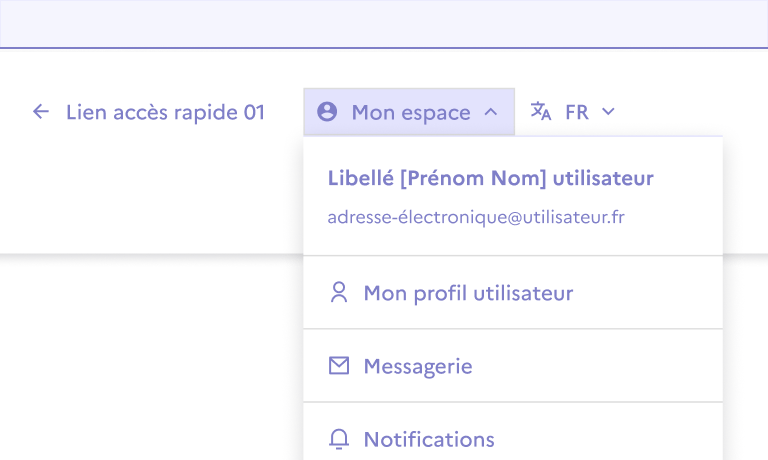 Lien accès rapide 01
Mon espace
FR
Libellé [Prénom Nom] utilisateur
adresse-électronique@utilisateur.fr
Mon profil utilisateur
Messagerie
Notifications